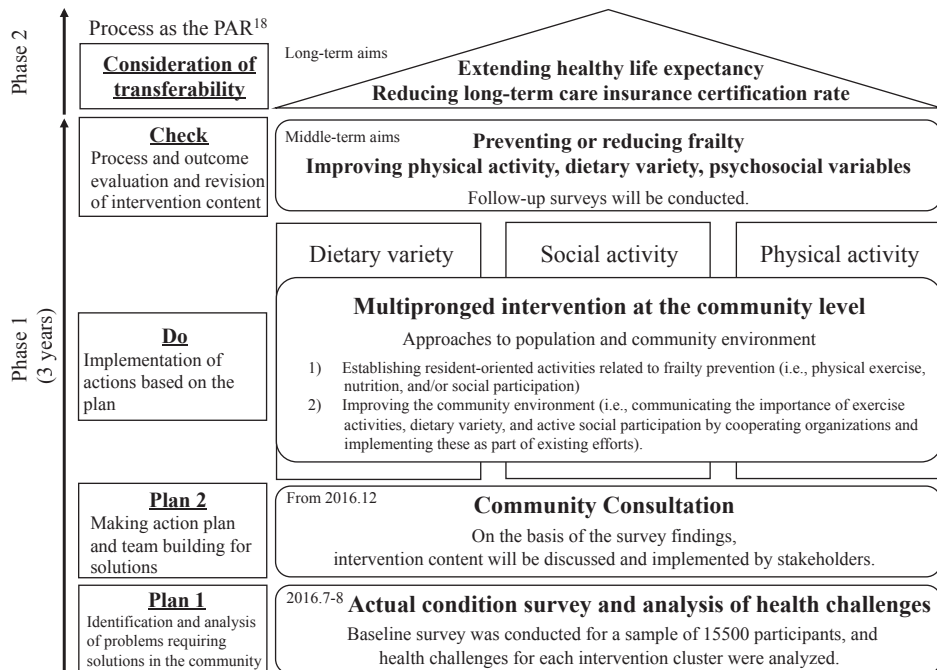 Phase 2
Process as the PAR18
Consideration of
transferability
Long-term aims
Extending healthy life expectancy
Reducing long-term care insurance certification rate
Phase 1
(3 years)
Check
Process and outcome
evaluation and revision
of intervention content
Middle-term aims
Preventing or reducing frailty
Improving physical activity, dietary variety, psychosocial variables
Follow-up surveys will be conducted.
Dietary variety
Social activity
Physical activity
Do
Implementation of
actions based on the
plan
Multipronged intervention at the community level
Approaches to population and community environment
1) Establishing resident-oriented activities related to frailty prevention (i.e., physical exercise,
nutrition, and/or social participation)
2) Improving the community environment (i.e., communicating the importance of exercise
activities, dietary variety, and active social participation by cooperating organizations and
implementing these as part of existing efforts).
Plan 2
Making action plan
and team building for
solutions
From 2016.12
Community Consultation
On the basis of the survey findings,
intervention content will be discussed and implemented by stakeholders.
Plan 1
Identification and analysis
of problems requiring
solutions in the community
2016.7-8
Actual condition survey and analysis of health challenges
Baseline survey was conducted for a sample of 15500 participants, and
health challenges for each intervention cluster were analyzed.